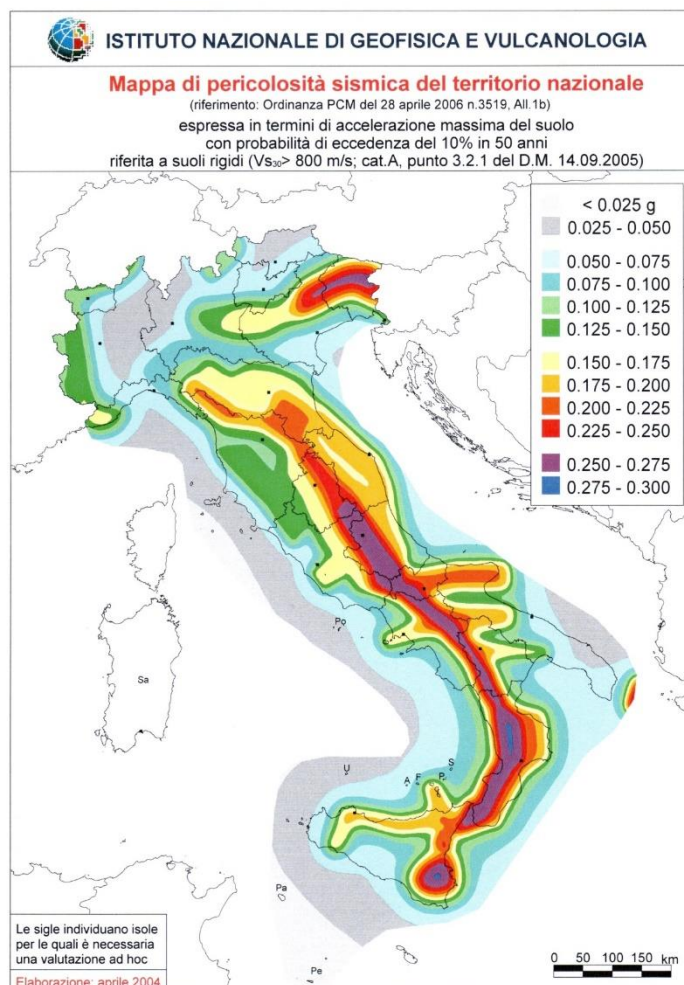 ISTITUTO NAZIONALE DI GEOFISICA E VULCANOLOGIA
Mappa di pericolosità sismica del territorio nazionale
(riferimento: Ordinanza PCM del 28 aprile 2006 n.3519, All.1b)
espressa in termini di accelerazione massima del suolo
con probabilità di eccedenza del 10% in 50 anni
riferita a suoli rigidi (Vs30> 800 m/s; cat.A, punto 3.2.1 del D.M. 14.09.2005)
< 0.025 g
0.025 - 0.050
0.050 - 0.075
0.075 - 0.100
0.100 - 0.125
0.125 - 0.150
0.150 - 0.175
0.175 - 0.200
0.200 - 0.225
0.225 - 0.250
0.250 - 0.275
0.275 - 0.300
Po
Sa
U
A
F
P
S
Pa
Pe
Le sigle individuano isole
per le quali è necessaria
una valutazione ad hoc
Elaborazione: aprile 2004
0 50 100 150 km